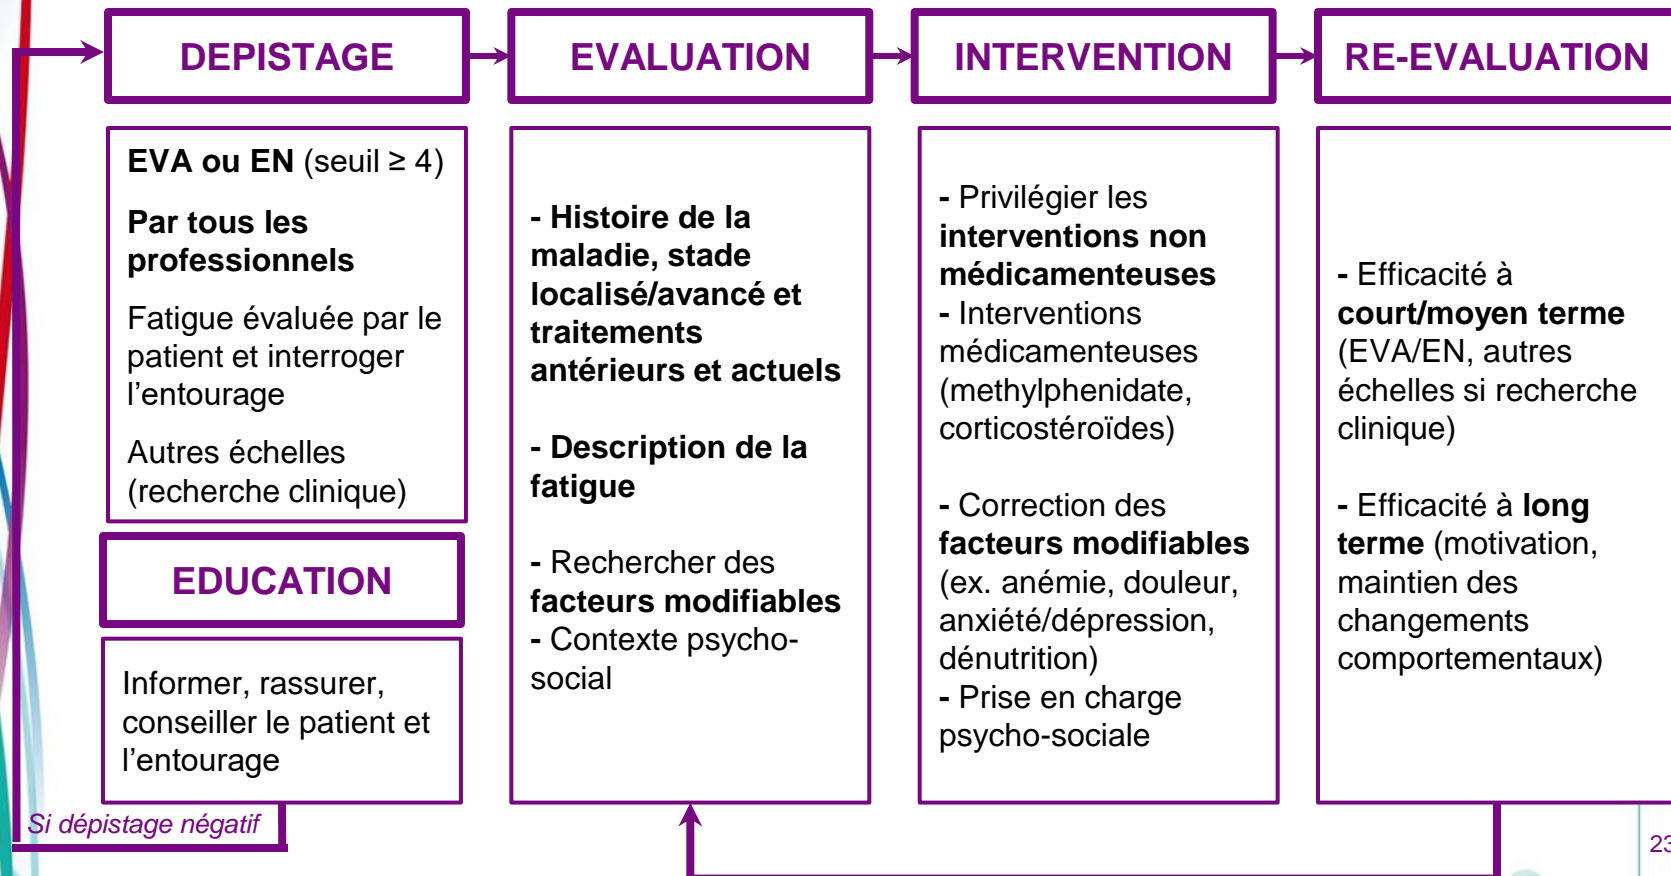 DEPISTAGE
EVA ou EN (seuil ≥ 4)
Par tous les
professionnels
Fatigue évaluée par le
patient et interroger
l’entourage
Autres échelles
(recherche clinique)
EDUCATION
Informer, rassurer,
conseiller le patient et
l’entourage
Si dépistage négatif
EVALUATION
- Histoire de la
maladie, stade
localisé/avancé et
traitements
antérieurs et actuels
- Description de la
fatigue
- Rechercher des
facteurs modifiables
- Contexte psycho-
social
INTERVENTION
- Privilégier les
interventions non
médicamenteuses
- Interventions
médicamenteuses
(methylphenidate,
corticostéroïdes)
- Correction des
facteurs modifiables
(ex. anémie, douleur,
anxiété/dépression,
dénutrition)
- Prise en charge
psycho-sociale
RE-EVALUATION
- Efficacité à
court/moyen terme
(EVA/EN, autres
échelles si recherche
clinique)
- Efficacité à long
terme (motivation,
maintien des
changements
comportementaux)
23